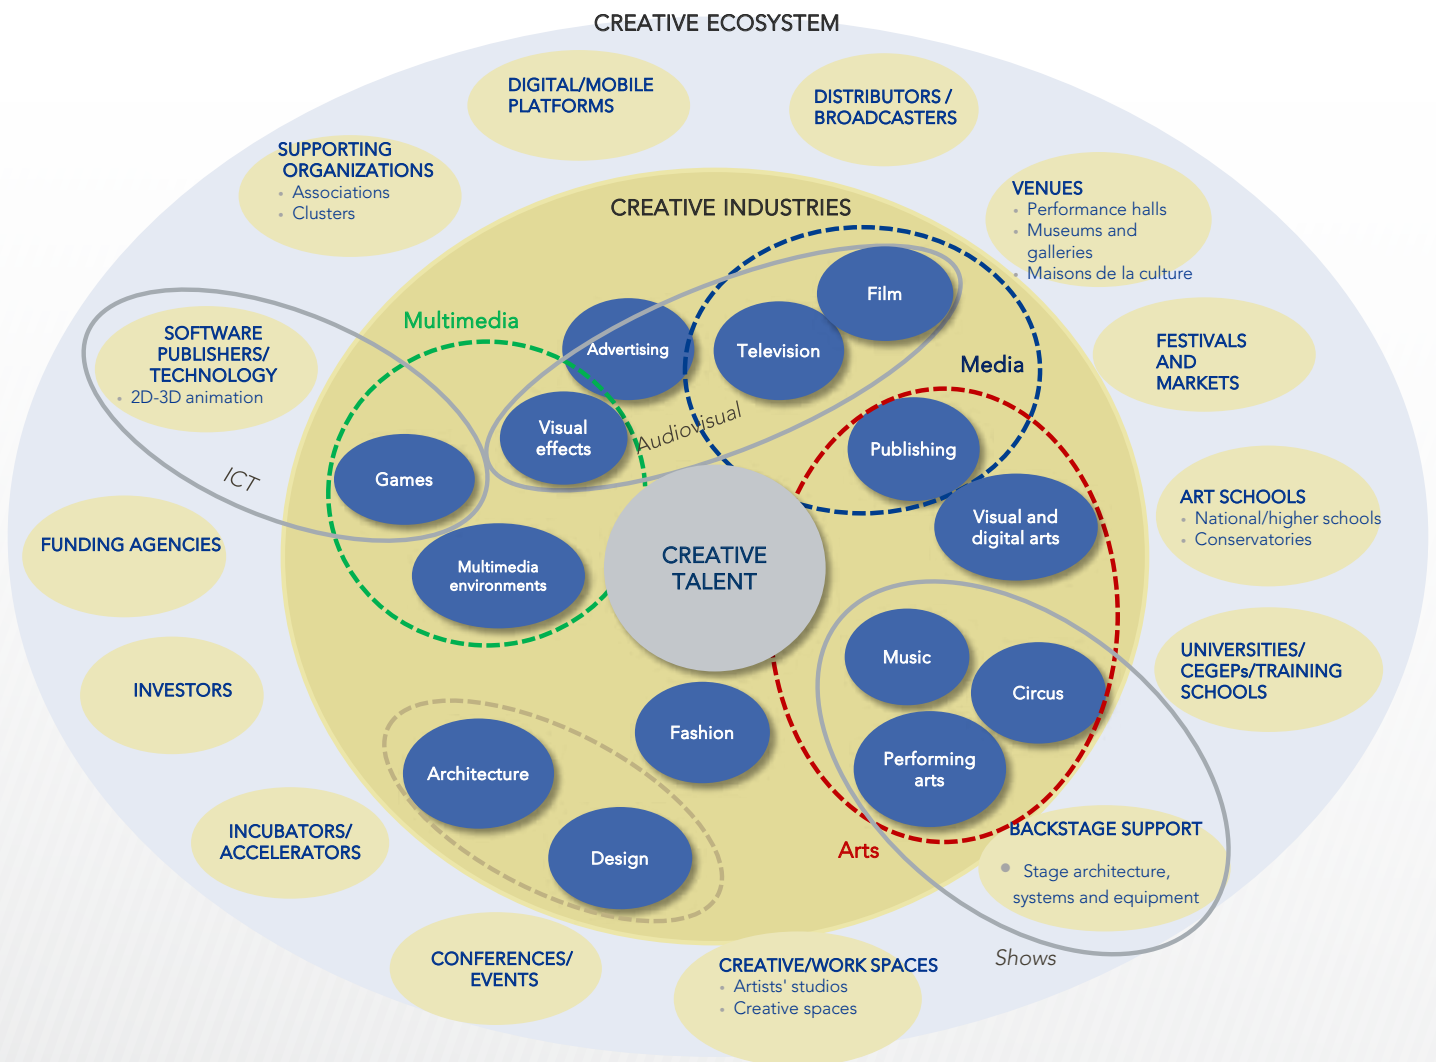 CREATIVE ECOSYSTEM
DIGITAL/MOBILE
PLATFORMS
DISTRIBUTORS /
BROADCASTERS
SUPPORTING
ORGANIZATIONS
• Associations
• Clusters
VENUES
• Performance halls
• Museums and
galleries
• Maisons de la culture
CREATIVE INDUSTRIES
SOFTWARE
PUBLISHERS/
TECHNOLOGY
• 2D-3D animation
Multimedia
Advertising
Television
Film
Media
FESTIVALS
AND
MARKETS
Visual
effects
Audiovisual
Publishing
Games
ICT
Visual and
digital arts
ART SCHOOLS
• National/higher schools
• Conservatories
FUNDING AGENCIES
Multimedia
environments
CREATIVE
TALENT
Music
Circus
UNIVERSITIES/
CEGEPs/TRAINING
SCHOOLS
INVESTORS
Fashion
Architecture
Performing
arts
Design
Arts
INCUBATORS/
ACCELERATORS
BACKSTAGE SUPPORT
• Stage architecture,
systems and equipment
Shows
CONFERENCES/
EVENTS
CREATIVE/WORK SPACES
• Artists' studios
• Creative spaces